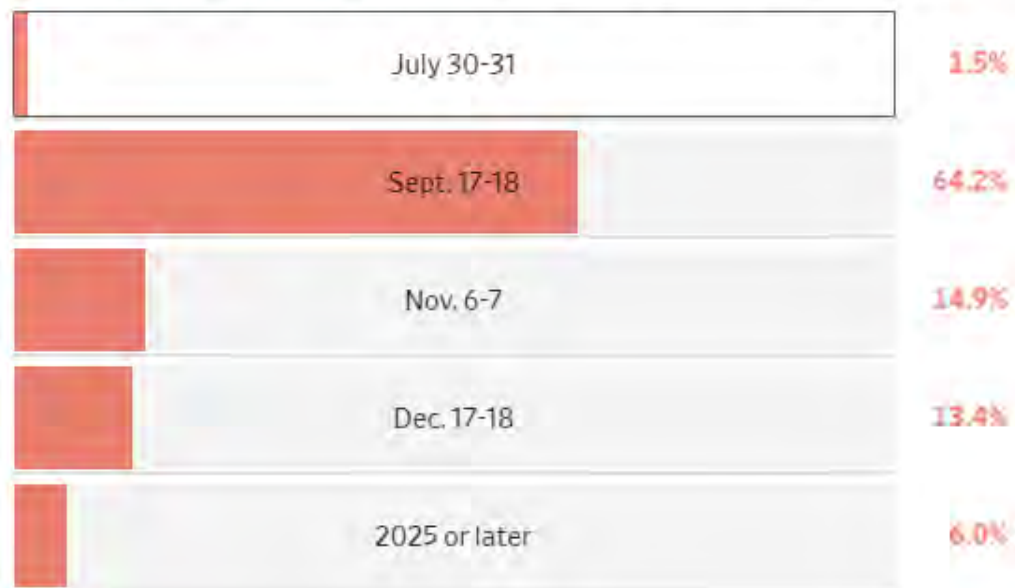 July 30-31 1.5%
Sept. 17-18 64.2%
Nov. 6-7 14.9%
Dec. 17-18 13.4%
2025 or later 6.0%